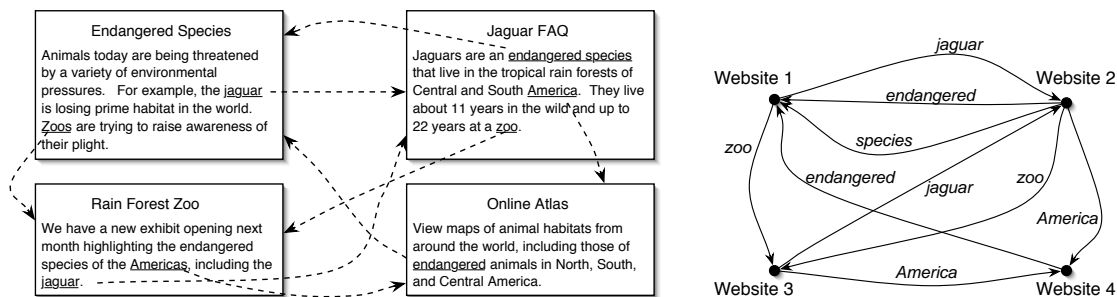 Endangered Species
Animals today are being threatened
by a variety of environmental
pressures. For example, the jaguar
is losing prime habitat in the world.
Zoos are trying to raise awareness of
their plight.
Jaguar FAQ
Jaguars are an endangered species
that live in the tropical rain forests of
Central and South America. They live
about 11 years in the wild and up to
22 years at a zoo.
Rain Forest Zoo
We have a new exhibit opening next
month highlighting the endangered
species of the Americas, including the
jaguar.
Online Atlas
View maps of animal habitats from
around the world, including those of
endangered animals in North, South,
and Central America.
jaguar
Website 1
Website 2
endangered
species
zoo
endangered
jaguar
zoo
America
America
Website 3
Website 4